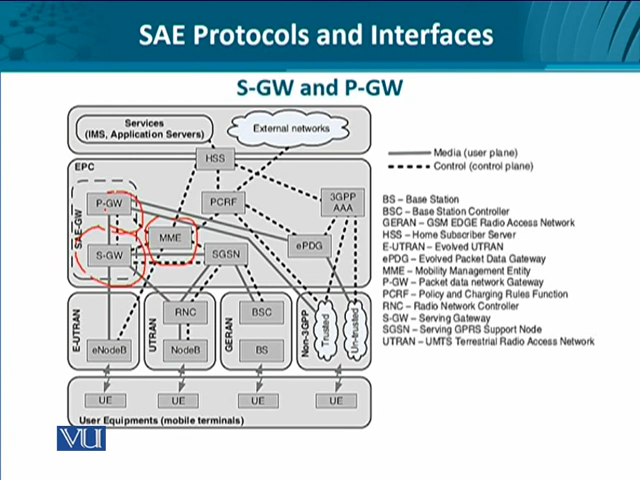 SAE Protocols and Interfaces
S-GW and P-GW
Services
(IMS, Application Servers)
External networks
HSS
EPC
P-GW
PCRF
3GPP
AAA
SAE-GW
MME
ePDG
S-GW
SGSN
E-UTRAN
eNodeB
UTRAN
RNC
NodeB
GERAN
BSC
BS
Non-3GPP
Trusted
Un-trusted
UE
UE
UE
UE
User Equipments (mobile terminals)
Media (user plane)
Control (control plane)
BS – Base Station
BSC – Base Station Controller
GERAN – GSM EDGE Radio Access Network
HSS – Home Subscriber Server
E-UTRAN – Evolved UTRAN
ePDG – Evolved Packet Data Gateway
MME – Mobility Management Entity
P-GW – Packet data network Gateway
PCRF – Policy and Charging Rules Function
RNC – Radio Network Controller
S-GW – Serving Gateway
SGSN – Serving GPRS Support Node
UTRAN – UMTS Terrestrial Radio Access Network
VU